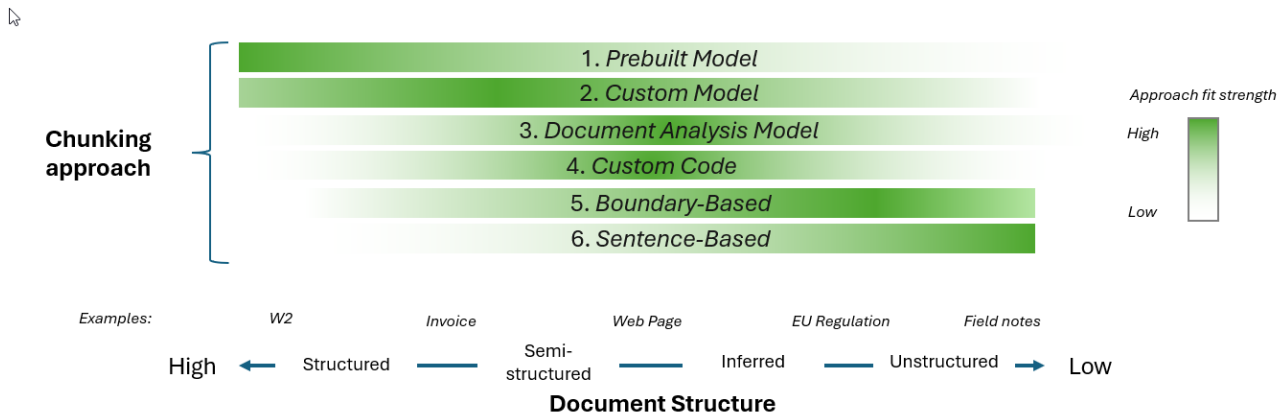 1. Prebuilt Model
2. Custom Model
3. Document Analysis Model
4. Custom Code
5. Boundary-Based
6. Sentence-Based
Chunking
approach
Approach fit strength
High
Low
Examples:
W2
Invoice
Web Page
EU Regulation
Field notes
High
Structured
Semi-
structured
Inferred
Unstructured
Low
Document Structure